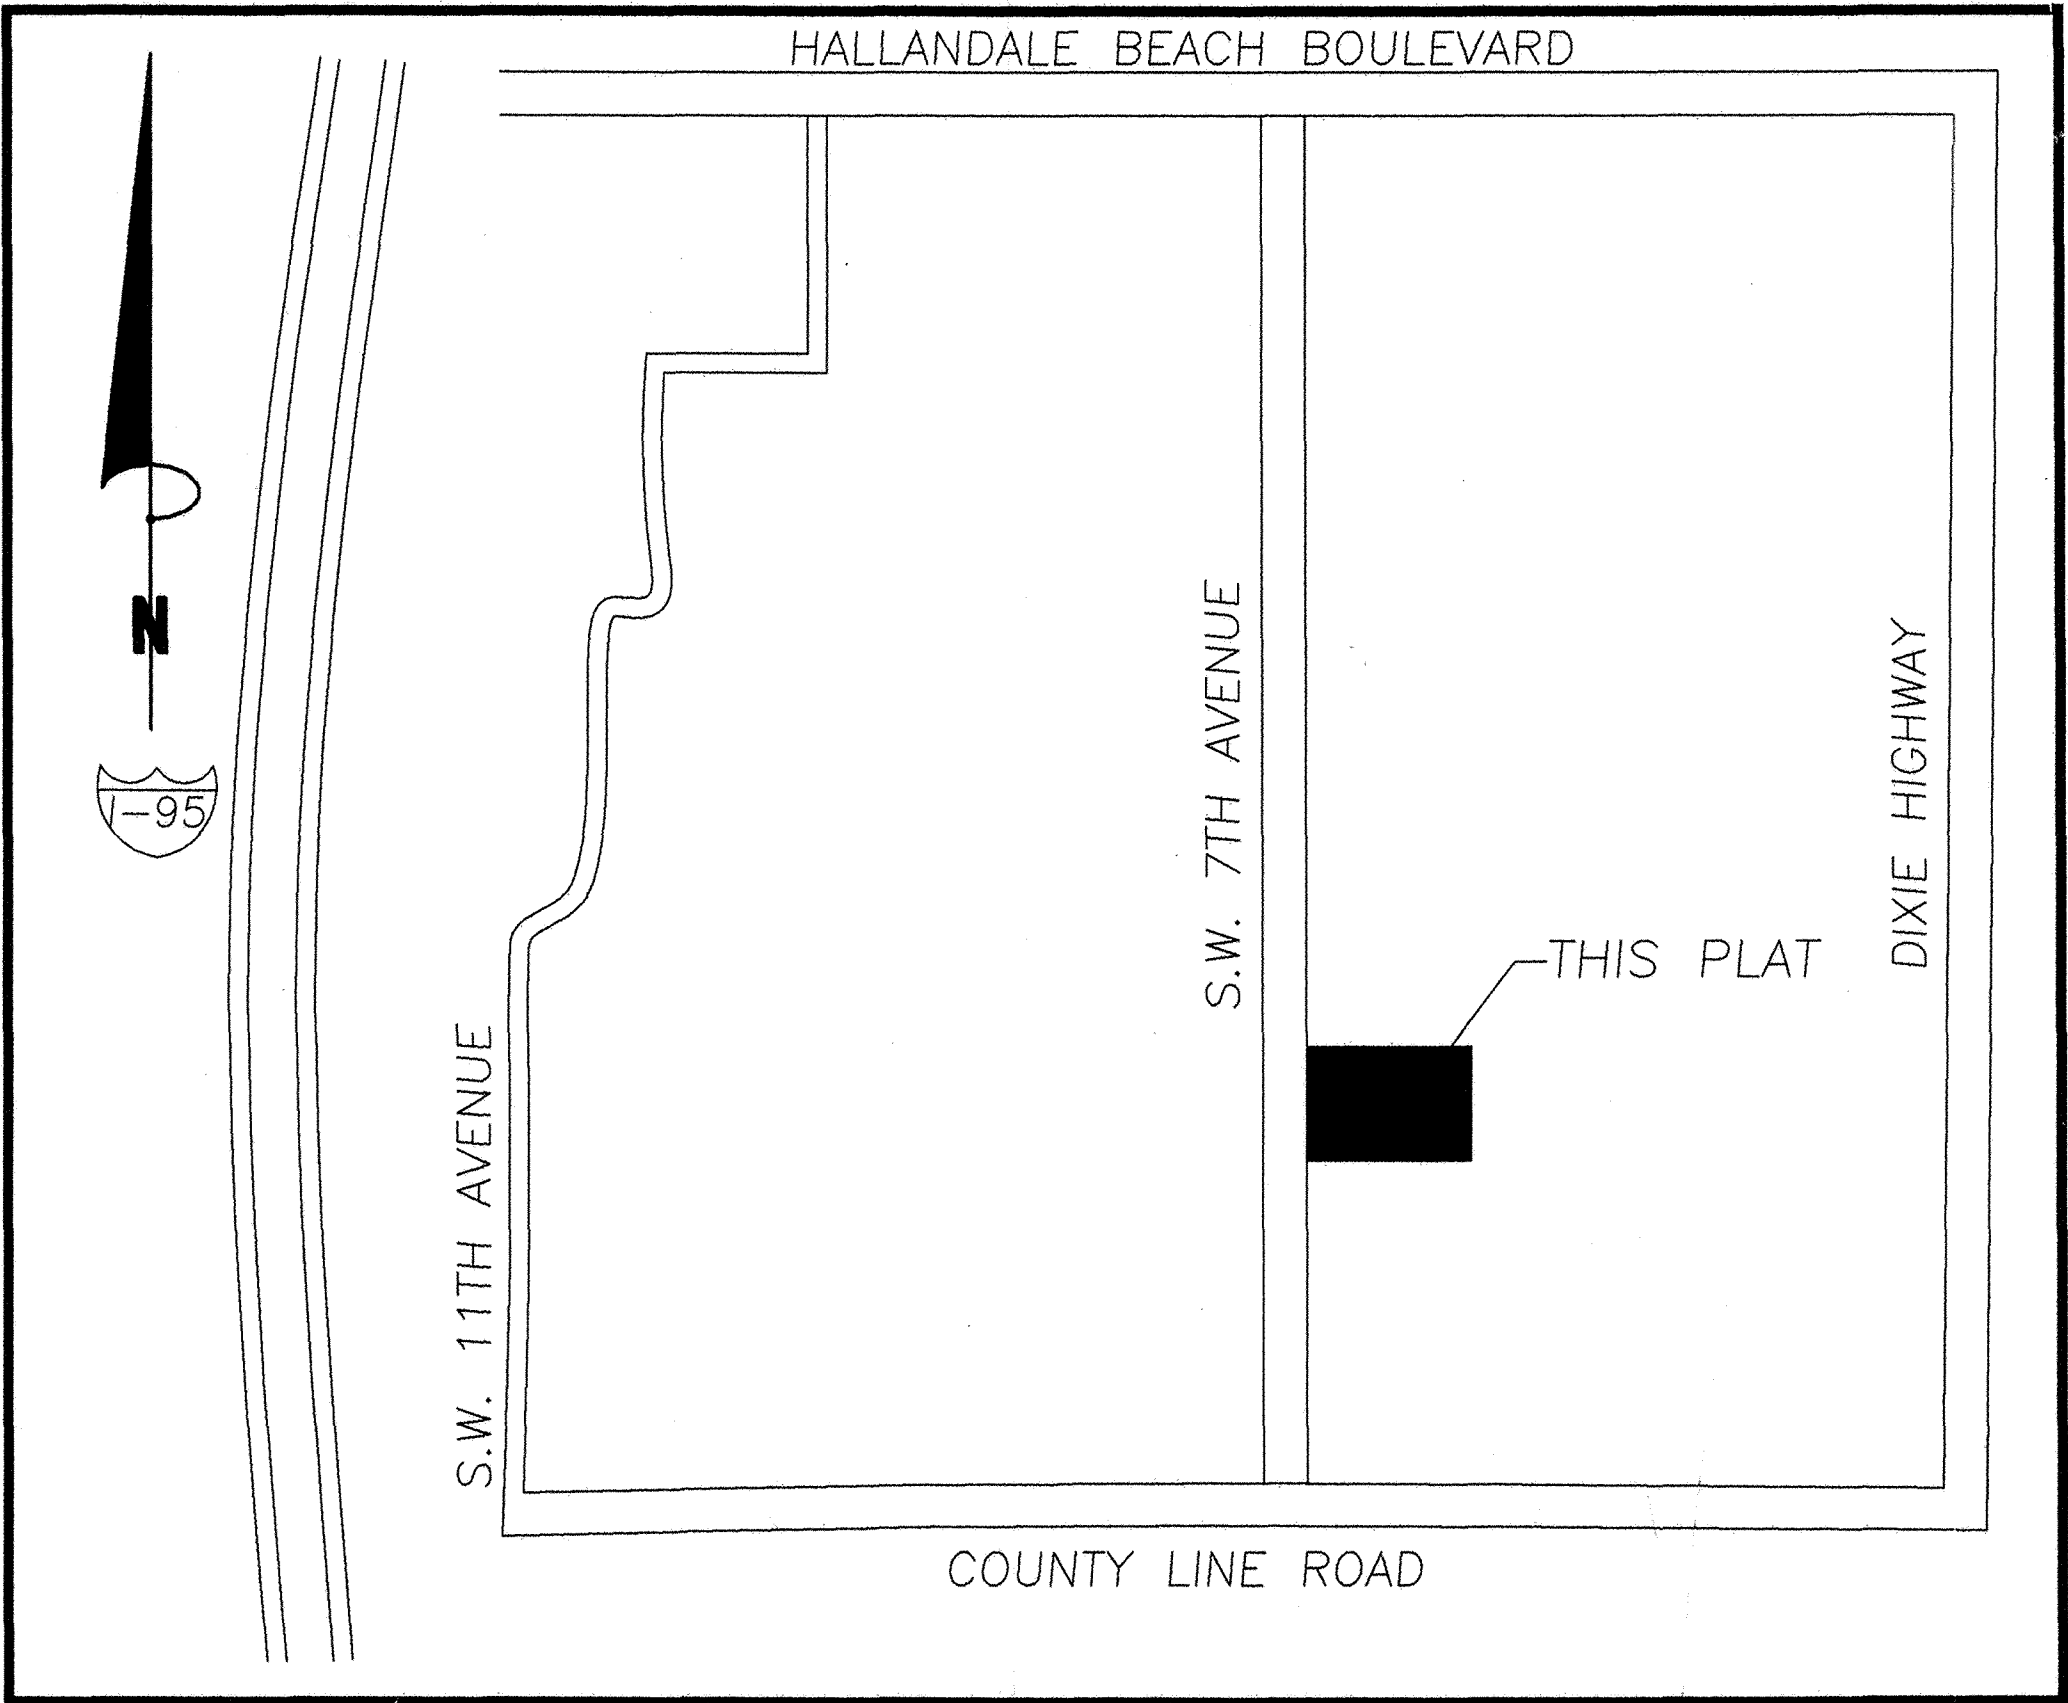 HALLANDALE BEACH BOULEVARD
N
I-95
S.W. 11TH AVENUE
S.W. 7TH AVENUE
DIXIE HIGHWAY
THIS PLAT
COUNTY LINE ROAD